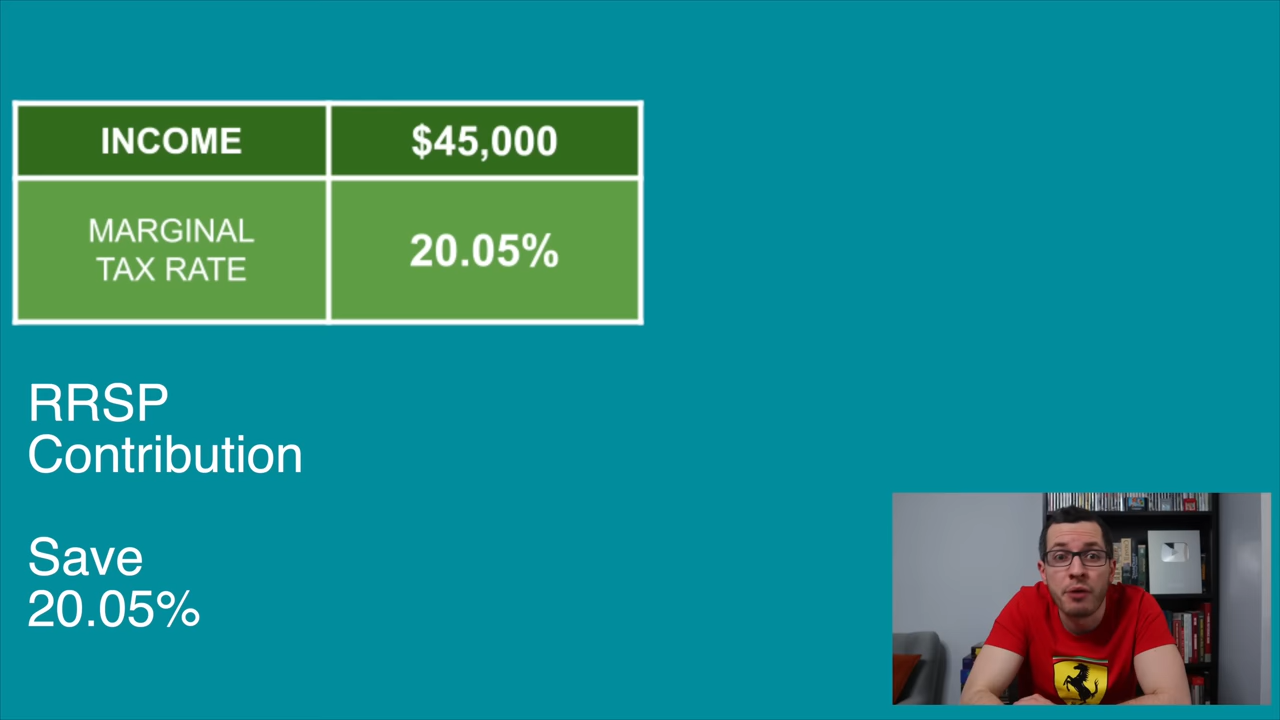 INCOME
$45,000
MARGINAL
TAX RATE
20.05%
RRSP
Contribution
Save
20.05%